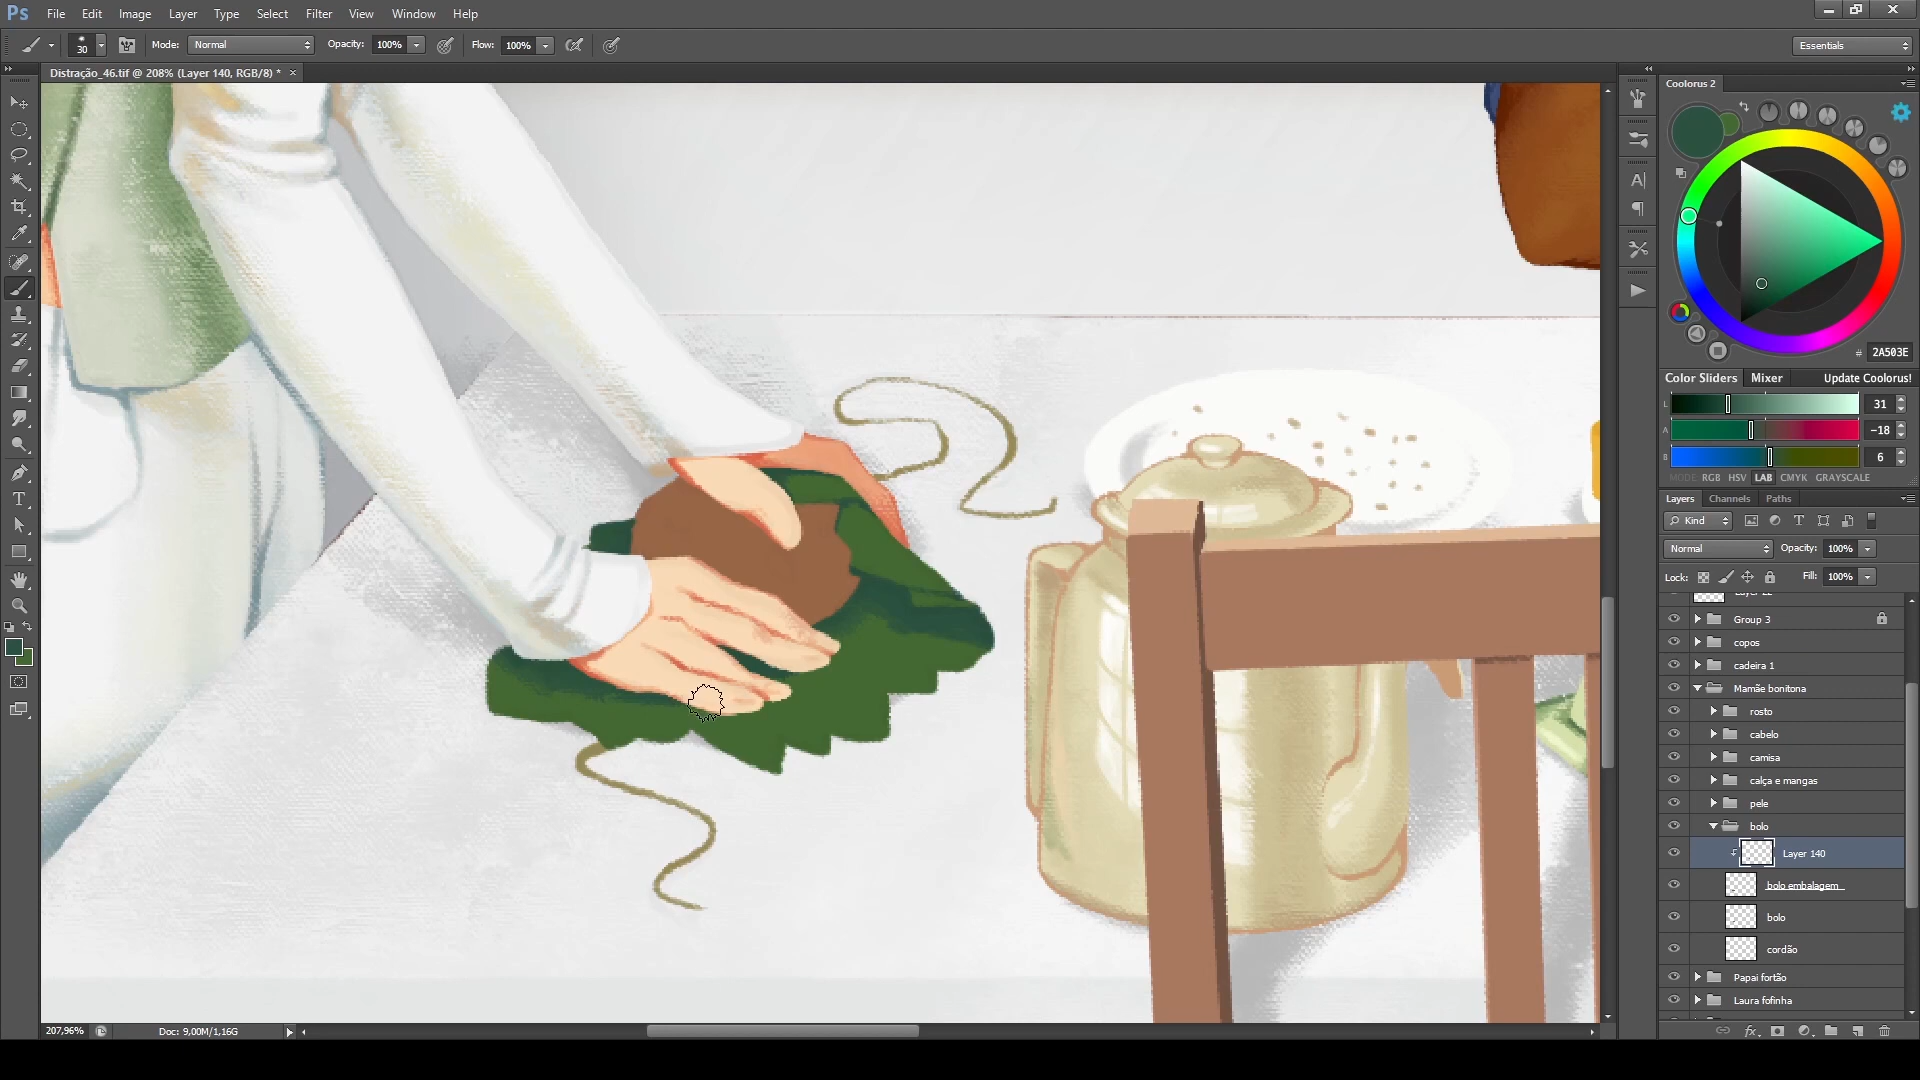 Ps File Edit Image Layer Type Select Filter View Window Help
30 Mode: Normal Opacity: 100% Flow: 100% Essentials
Distração_46.tif @ 208% (Layer 140, RGB/8) * ×
Coolorus 2
# 2A503E
Color Sliders Mixer Update Coolorus!
L 31
A -18
B 6
MODE: RGB HSV LAB CMYK GRAYSCALE
Layers Channels Paths
Kind
Normal Opacity: 100%
Lock: Fill: 100%
Layer 22
Group 3
copos
cadeira 1
Mamãe bonitona
rosto
cabelo
camisa
calça e mangas
pele
bolo
Layer 140
bolo embalagem
bolo
cordão
Papai fortão
Laura fofinha
207,96% Doc: 9,00M/1,16G